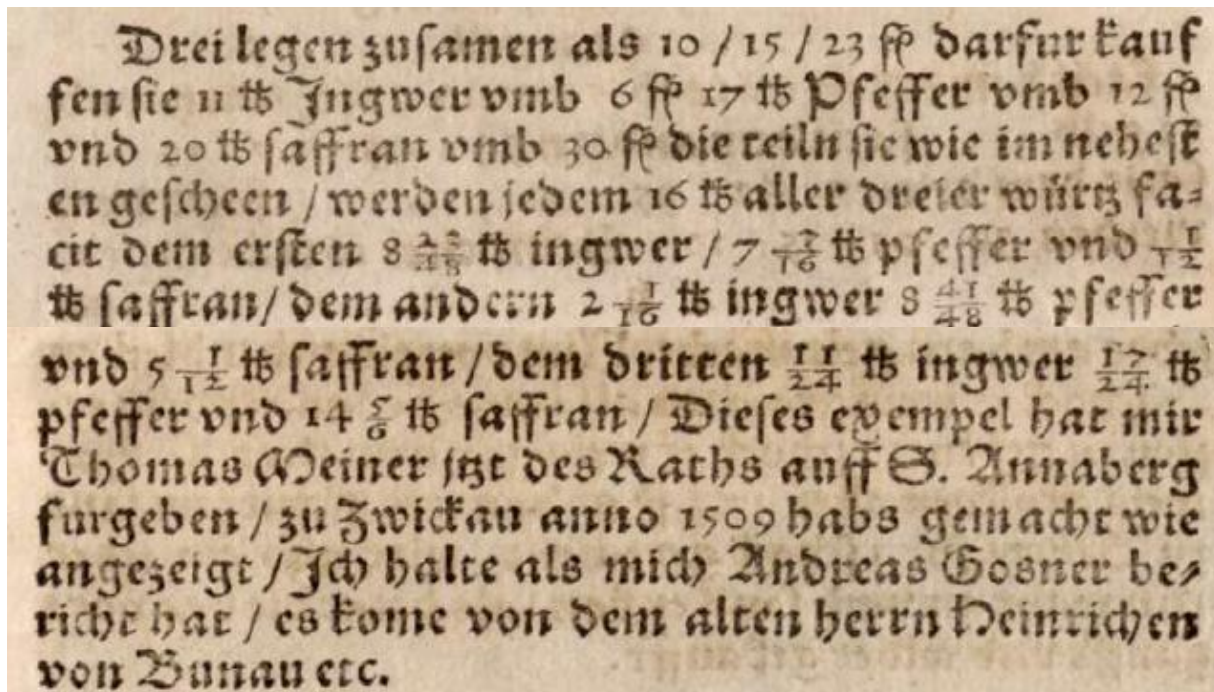 Drei legen zuſamen als 10 / 15 / 23 fl darfur kauf
fen ſie 11 ℔ Ingwer vmb 6 fl 17 ℔ Pfeffer vmb 12 fl
vnd 20 ℔ ſaffran vmb 30 fl die teiln ſie wie im neheſt
en geſcheen / werden jedem 16 ℔ aller dreier würtz fa⸗
cit dem erſten 8 23/48 ℔ ingwer / 7 7/16 ℔ pfeffer vnd 1/12
℔ ſaffran / dem andern 2 1/16 ℔ ingwer 8 41/48 ℔ pfeffer
vnd 5 1/12 ℔ ſaffran / dem dritten 11/24 ℔ ingwer 17/24 ℔
pfeffer vnd 14 5/6 ℔ ſaffran / Dieſes exempel hat mir
Thomas Meiner jtzt des Raths auff S. Annaberg
furgeben / zu Zwickau anno 1509 habs gemacht wie
angezeigt / Ich halte als mich Andreas Gosner be⸗
richt hat / es kome von dem alten herrn Heinrichen
von Bunau etc.